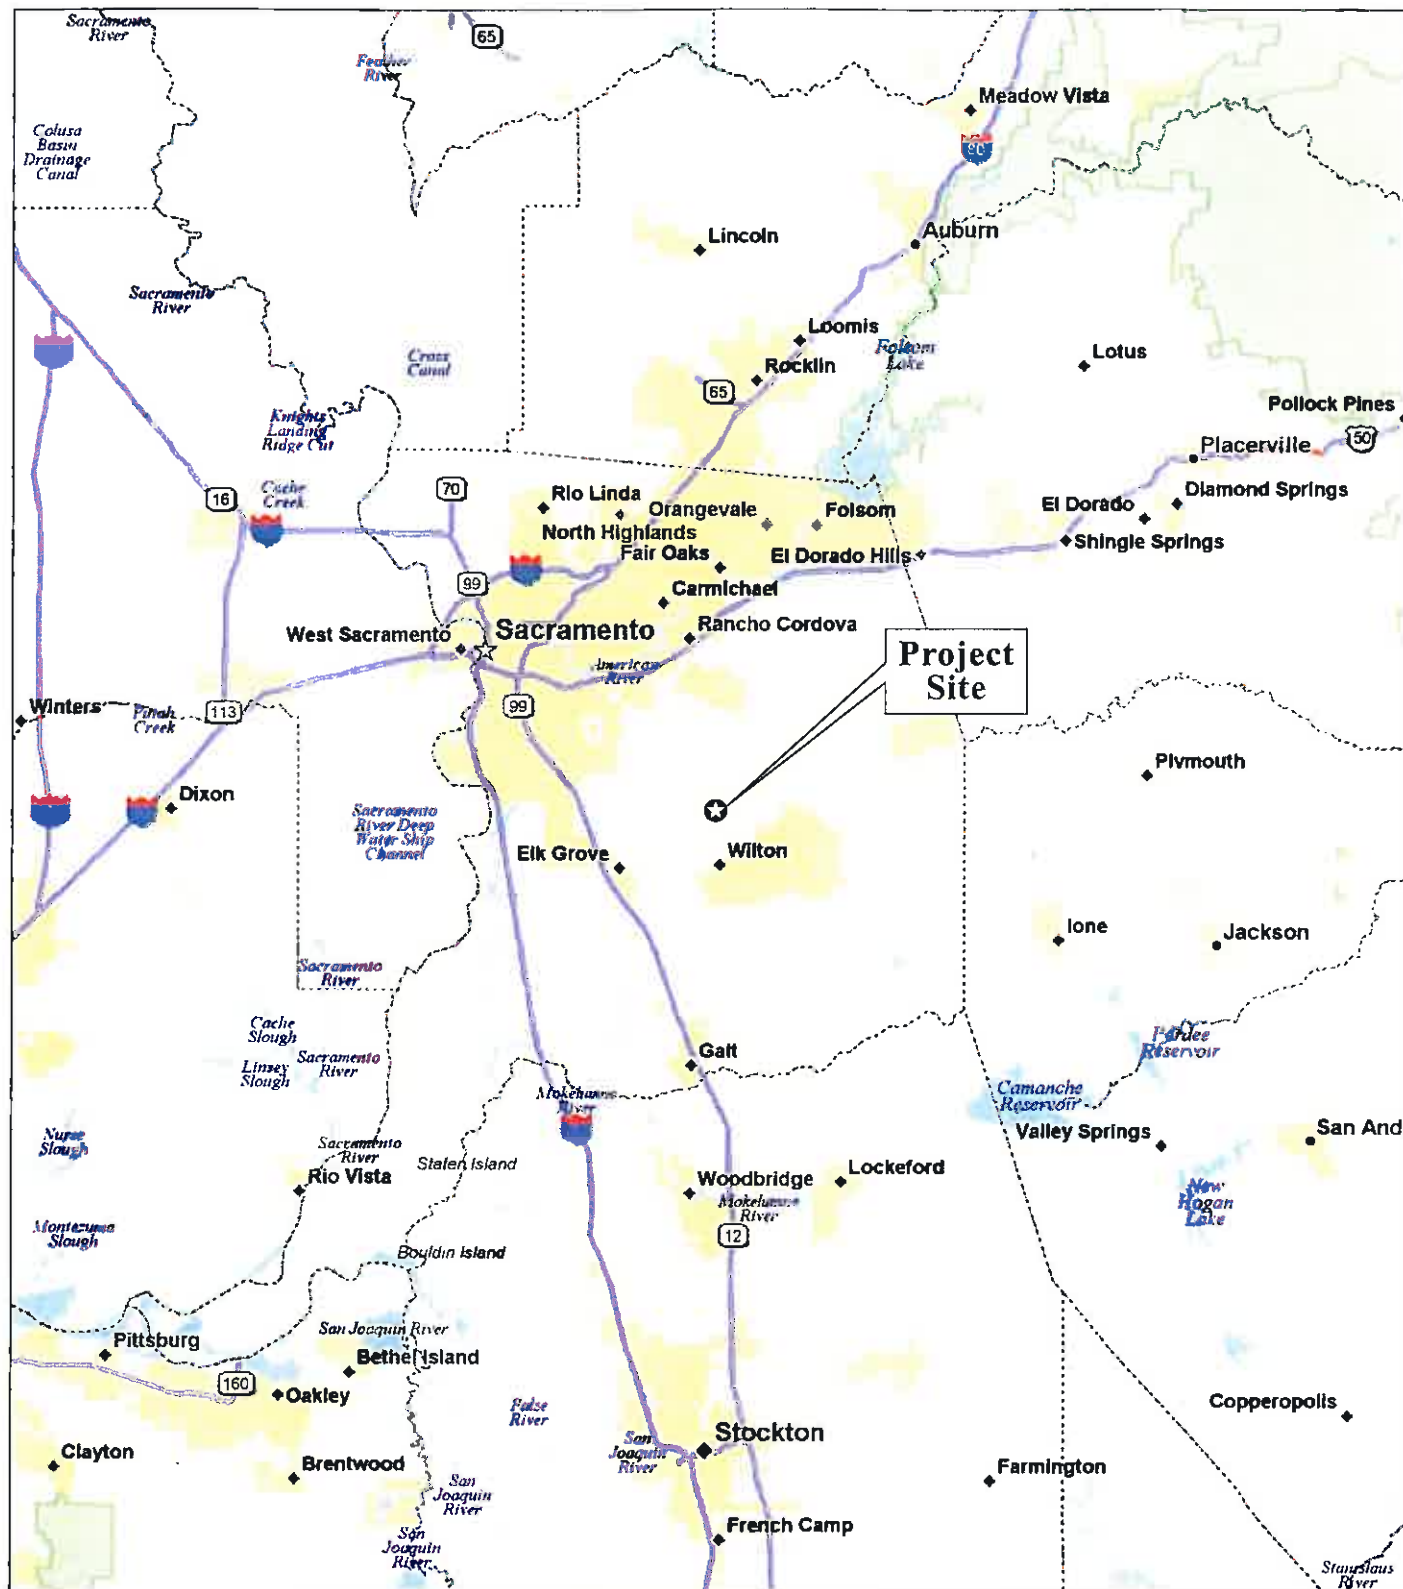 Sacramento
River
65
Feather
River
Meadow Vista
80
Colusa
Basin
Drainage
Canal
Lincoln
Auburn
Sacramento
River
Loomis
Cross
Canal
Rocklin
Folsom
Lake
Lotus
65
Pollock Pines
Knights
Landing
Ridge Cut
50
Placerville
16
Cache
Creek
70
Rio Linda
Orangevale
Folsom
El Dorado
Diamond Springs
North Highlands
Fair Oaks
El Dorado Hills
Shingle Springs
99
Carmichael
West Sacramento
Sacramento
Rancho Cordova
American
River
Project
Site
Winters
Putah
Creek
113
99
Plymouth
Dixon
Sacramento
River Deep
Water Ship
Channel
Elk Grove
Wilton
Ione
Jackson
Sacramento
River
Cache
Slough
Linsey
Slough
Sacramento
River
Galt
Pardee
Reservoir
Mokelumne
River
Camanche
Reservoir
Nurse
Slough
Sacramento
River
Valley Springs
San And
Staten Island
Rio Vista
Woodbridge
Lockeford
Mokelumne
River
New
Hogan
Lake
Montezuma
Slough
12
Bouldin Island
San Joaquin River
Pittsburg
Bethel Island
160
Oakley
False
River
Copperopolis
San
Joaquin
River
Stockton
Clayton
Brentwood
San
Joaquin
River
Farmington
French Camp
San
Joaquin
River
Stanislaus
River